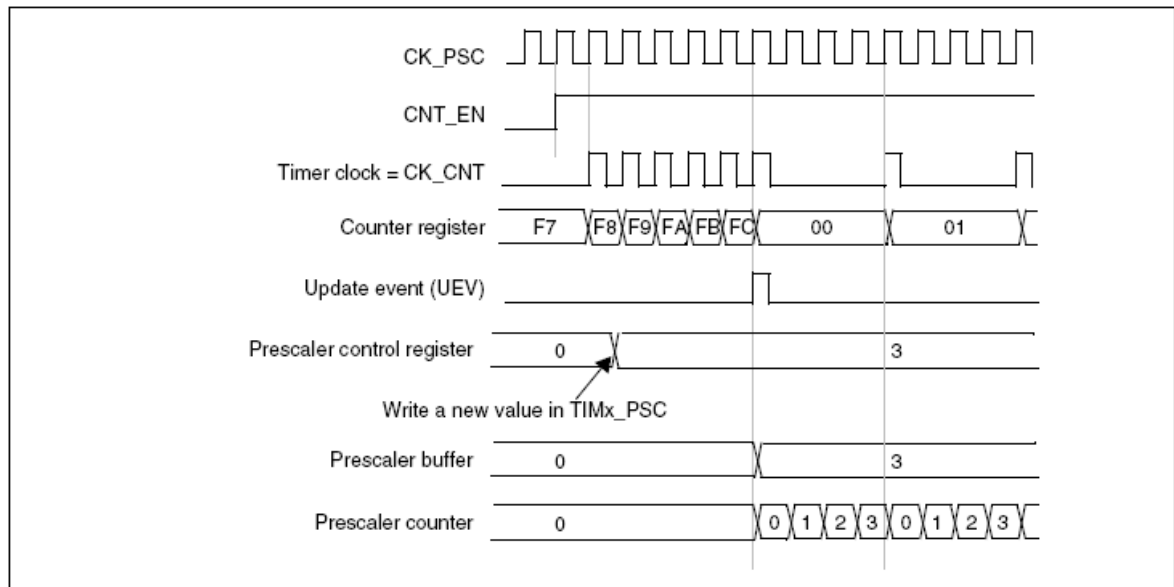 CK_PSC
CNT_EN
Timer clock = CK_CNT
Counter register F7 F8 F9 FA FB FC 00 01
Update event (UEV)
Prescaler control register 0 3
Write a new value in TIMx_PSC
Prescaler buffer 0 3
Prescaler counter 0 0 1 2 3 0 1 2 3